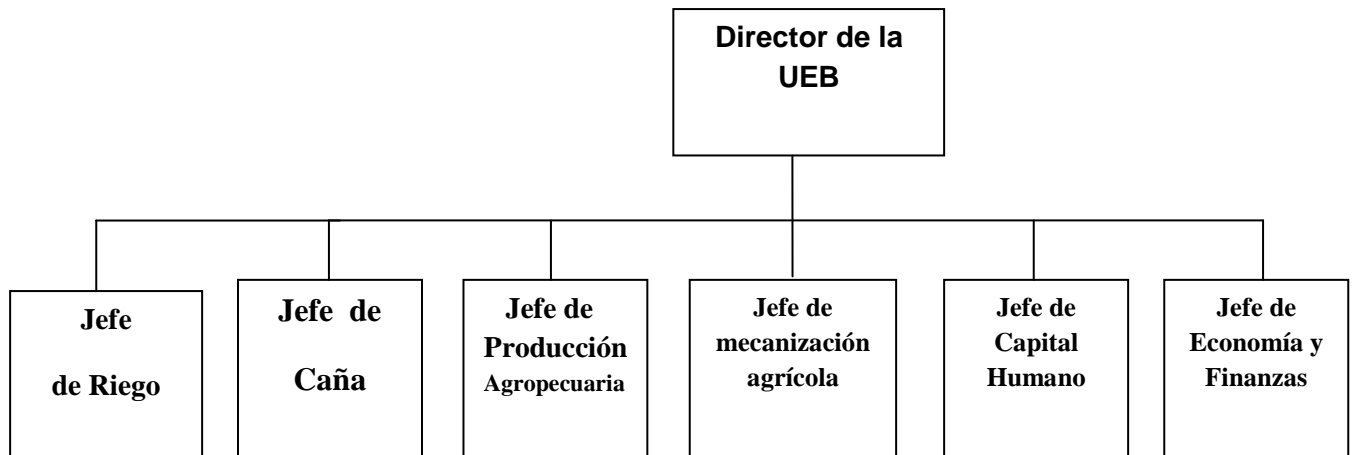 Director de la
UEB
Jefe
de Riego
Jefe de
Caña
Jefe de
Producción
Agropecuaria
Jefe de
mecanización
agrícola
Jefe de
Capital
Humano
Jefe de
Economía y
Finanzas